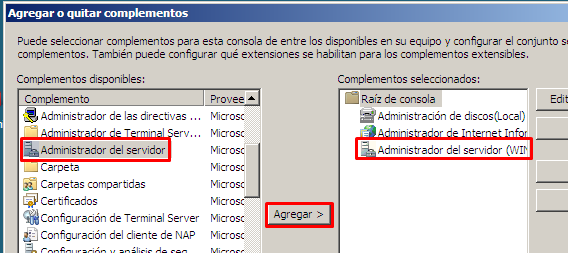 Agregar o quitar complementos
Puede seleccionar complementos para esta consola de entre los disponibles en su equipo y configurar el conjunto s
complementos. También puede configurar qué extensiones se habilitan para los complementos extensibles.
Complementos disponibles:
Complemento Provee
Administrador de las directivas ... Microsc
Administrador de Terminal Serv... Microsc
Administrador del servidor Microsc
Carpeta Microsc
Carpetas compartidas Microsc
Certificados Microsc
Configuración de Terminal Server Microsc
Configuración del cliente de NAP Microsc
Configuración y análisis de seg... Microsc
Agregar >
Complementos seleccionados:
Raíz de consola
Administración de discos(Local)
Administrador de Internet Infor
Administrador del servidor (WIN
Edit